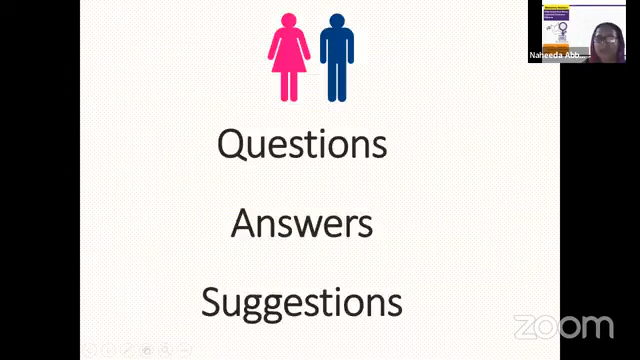 Naheeda Abb...
Questions
Answers
Suggestions
zoom